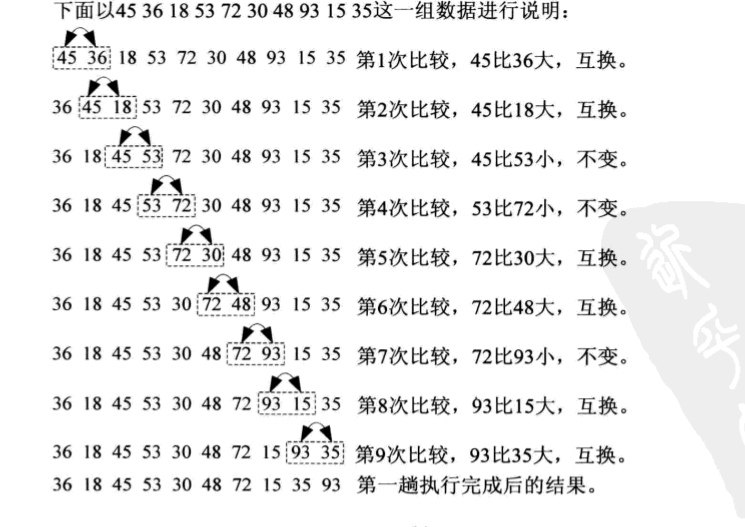 下面以45 36 18 53 72 30 48 93 15 35这一组数据进行说明：
45 36 18 53 72 30 48 93 15 35 第1次比较，45比36大，互换。
36 45 18 53 72 30 48 93 15 35 第2次比较，45比18大，互换。
36 18 45 53 72 30 48 93 15 35 第3次比较，45比53小，不变。
36 18 45 53 72 30 48 93 15 35 第4次比较，53比72小，不变。
36 18 45 53 72 30 48 93 15 35 第5次比较，72比30大，互换。
36 18 45 53 30 72 48 93 15 35 第6次比较，72比48大，互换。
36 18 45 53 30 48 72 93 15 35 第7次比较，72比93小，不变。
36 18 45 53 30 48 72 93 15 35 第8次比较，93比15大，互换。
36 18 45 53 30 48 72 15 93 35 第9次比较，93比35大，互换。
36 18 45 53 30 48 72 15 35 93 第一趟执行完成后的结果。